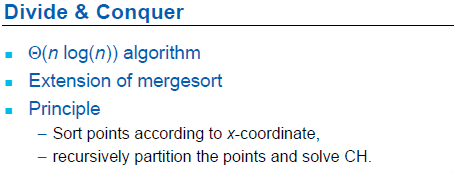 Divide & Conquer
▪ Θ(n log(n)) algorithm
▪ Extension of mergesort
▪ Principle
– Sort points according to x-coordinate,
– recursively partition the points and solve CH.